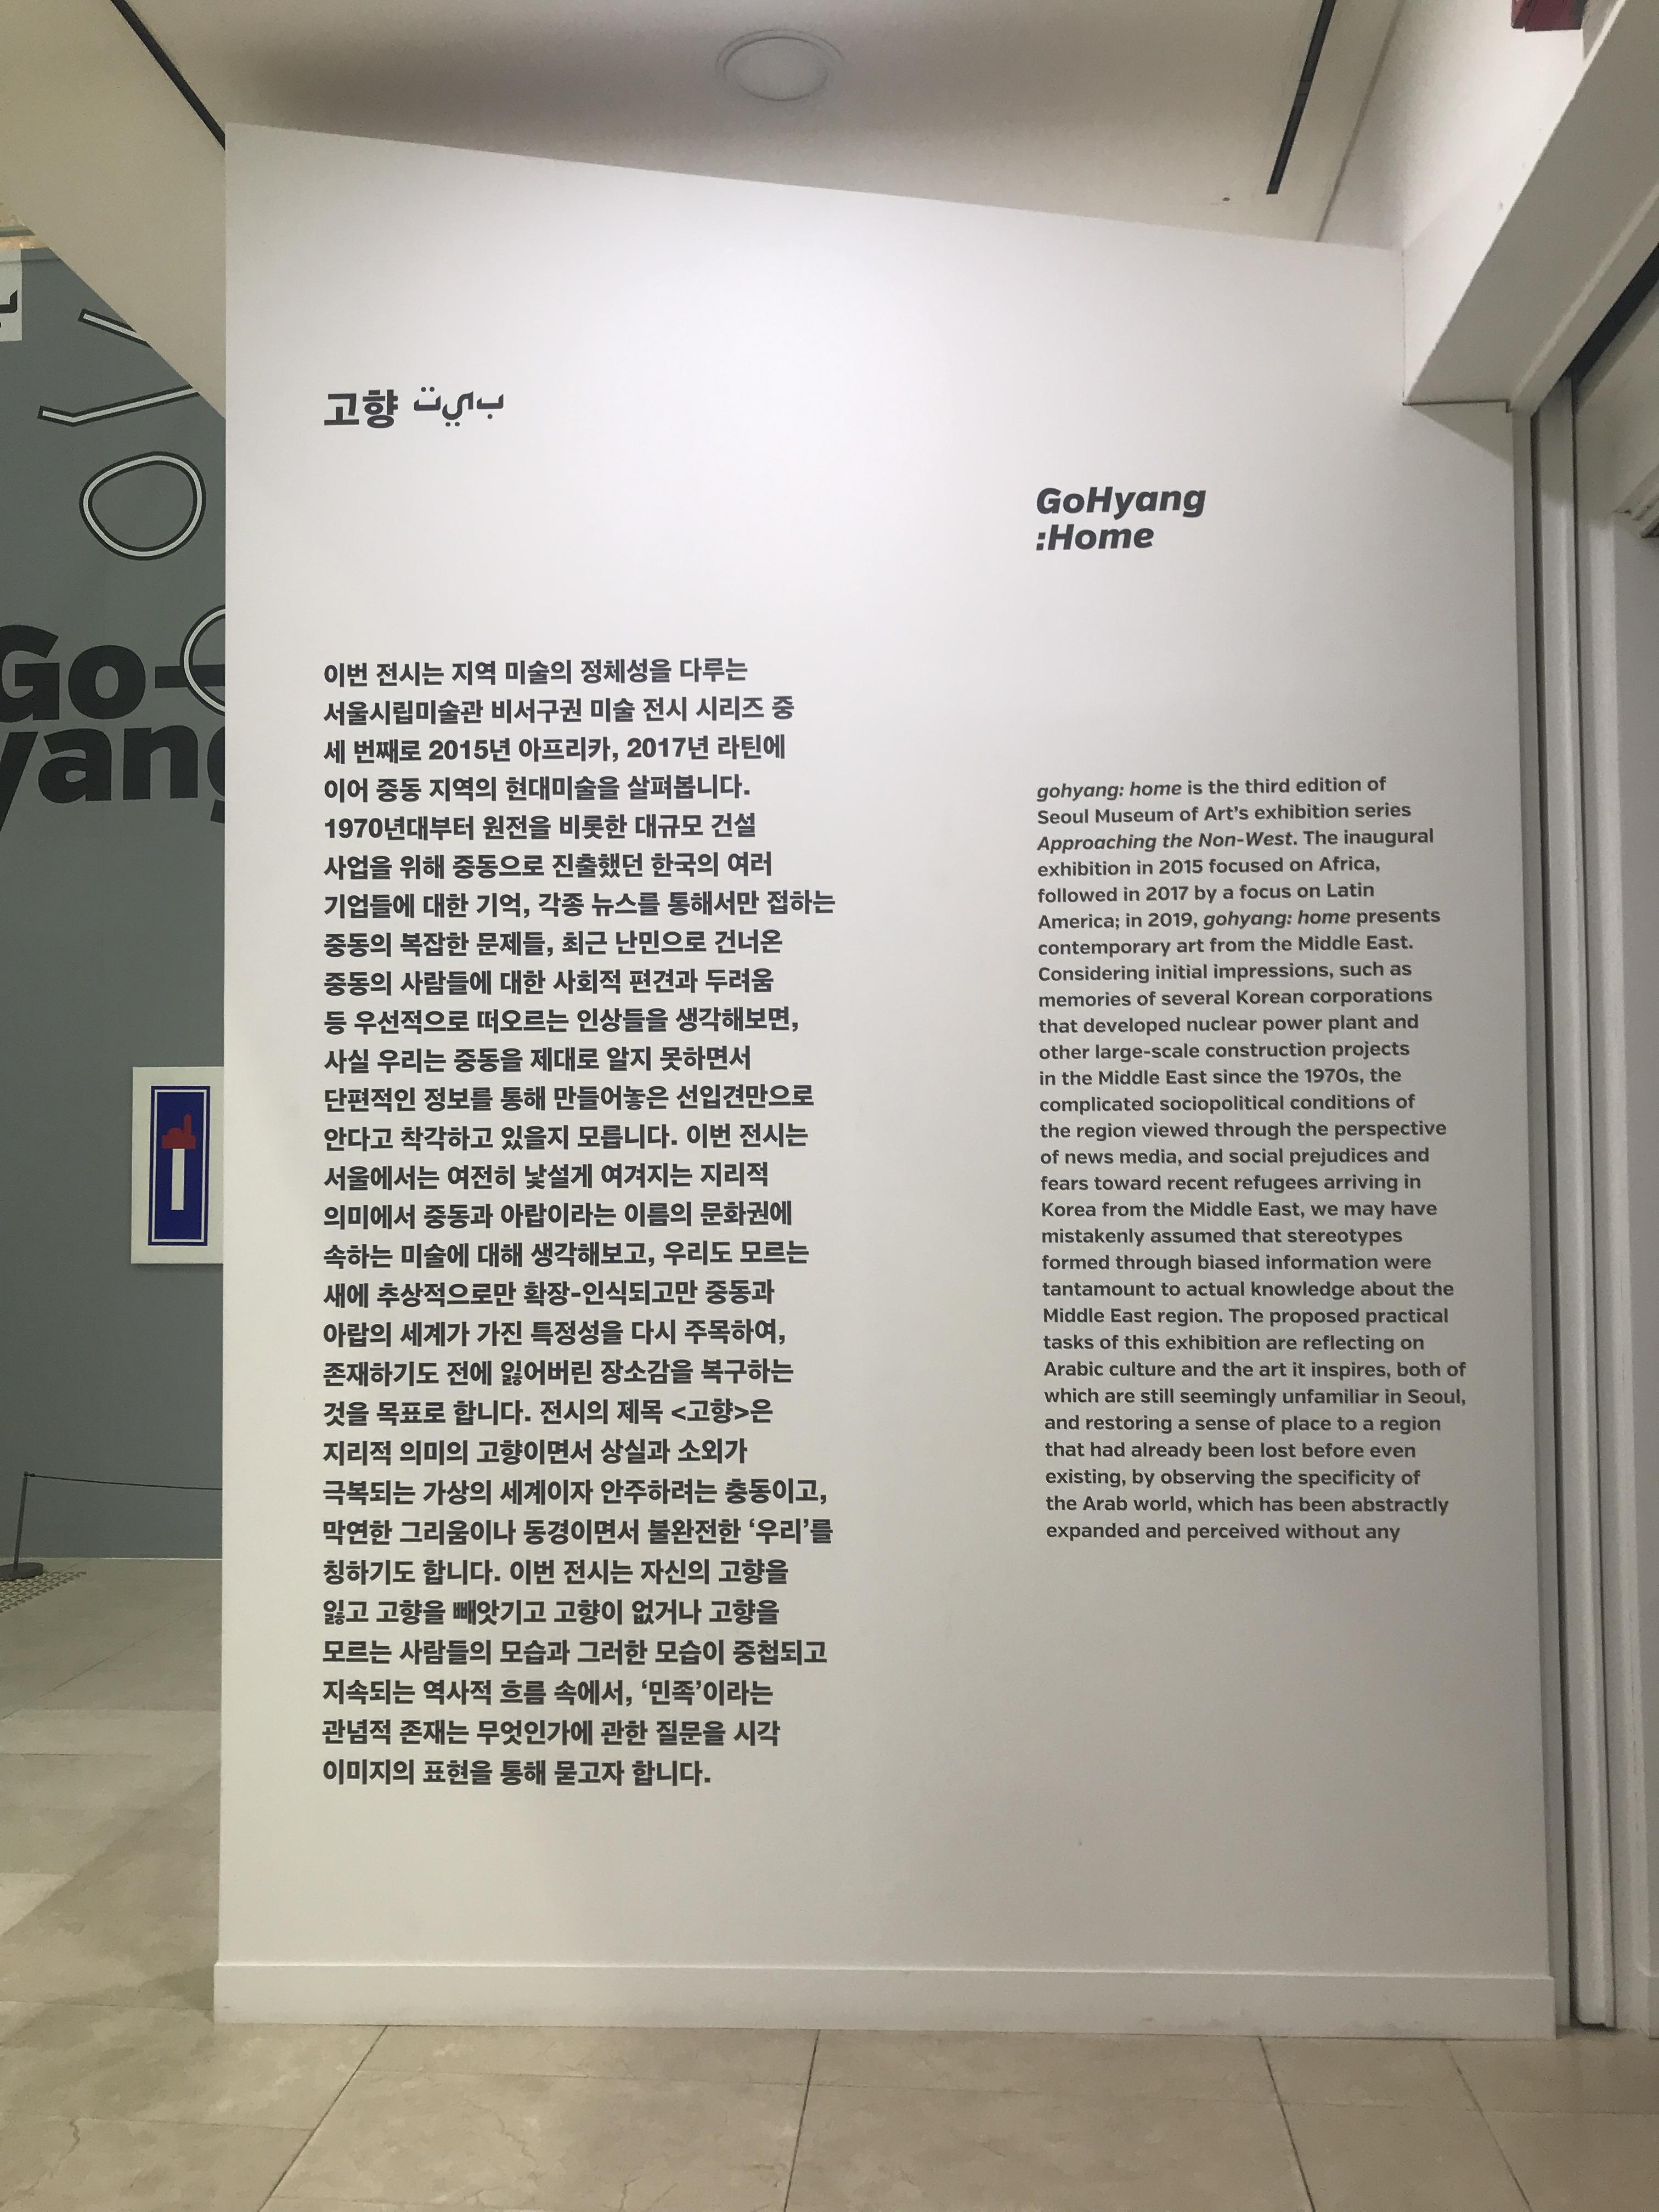 고향 بيت
이번 전시는 지역 미술의 정체성을 다루는
서울시립미술관 비서구권 미술 전시 시리즈 중
세 번째로 2015년 아프리카, 2017년 라틴에
이어 중동 지역의 현대미술을 살펴봅니다.
1970년대부터 원전을 비롯한 대규모 건설
사업을 위해 중동으로 진출했던 한국의 여러
기업들에 대한 기억, 각종 뉴스를 통해서만 접하는
중동의 복잡한 문제들, 최근 난민으로 건너온
중동의 사람들에 대한 사회적 편견과 두려움
등 우선적으로 떠오르는 인상들을 생각해보면,
사실 우리는 중동을 제대로 알지 못하면서
단편적인 정보를 통해 만들어놓은 선입견만으로
안다고 착각하고 있을지 모릅니다. 이번 전시는
서울에서는 여전히 낯설게 여겨지는 지리적
의미에서 중동과 아랍이라는 이름의 문화권에
속하는 미술에 대해 생각해보고, 우리도 모르는
새에 추상적으로만 확장-인식되고만 중동과
아랍의 세계가 가진 특정성을 다시 주목하여,
존재하기도 전에 잃어버린 장소감을 복구하는
것을 목표로 합니다. 전시의 제목 <고향>은
지리적 의미의 고향이면서 상실과 소외가
극복되는 가상의 세계이자 안주하려는 충동이고,
막연한 그리움이나 동경이면서 불완전한 ‘우리’를
칭하기도 합니다. 이번 전시는 자신의 고향을
잃고 고향을 빼앗기고 고향이 없거나 고향을
모르는 사람들의 모습과 그러한 모습이 중첩되고
지속되는 역사적 흐름 속에서, ‘민족’이라는
관념적 존재는 무엇인가에 관한 질문을 시각
이미지의 표현을 통해 묻고자 합니다.
GoHyang
:Home
gohyang: home is the third edition of
Seoul Museum of Art’s exhibition series
Approaching the Non-West. The inaugural
exhibition in 2015 focused on Africa,
followed in 2017 by a focus on Latin
America; in 2019, gohyang: home presents
contemporary art from the Middle East.
Considering initial impressions, such as
memories of several Korean corporations
that developed nuclear power plant and
other large-scale construction projects
in the Middle East since the 1970s, the
complicated sociopolitical conditions of
the region viewed through the perspective
of news media, and social prejudices and
fears toward recent refugees arriving in
Korea from the Middle East, we may have
mistakenly assumed that stereotypes
formed through biased information were
tantamount to actual knowledge about the
Middle East region. The proposed practical
tasks of this exhibition are reflecting on
Arabic culture and the art it inspires, both of
which are still seemingly unfamiliar in Seoul,
and restoring a sense of place to a region
that had already been lost before even
existing, by observing the specificity of
the Arab world, which has been abstractly
expanded and perceived without any
Go-
yang